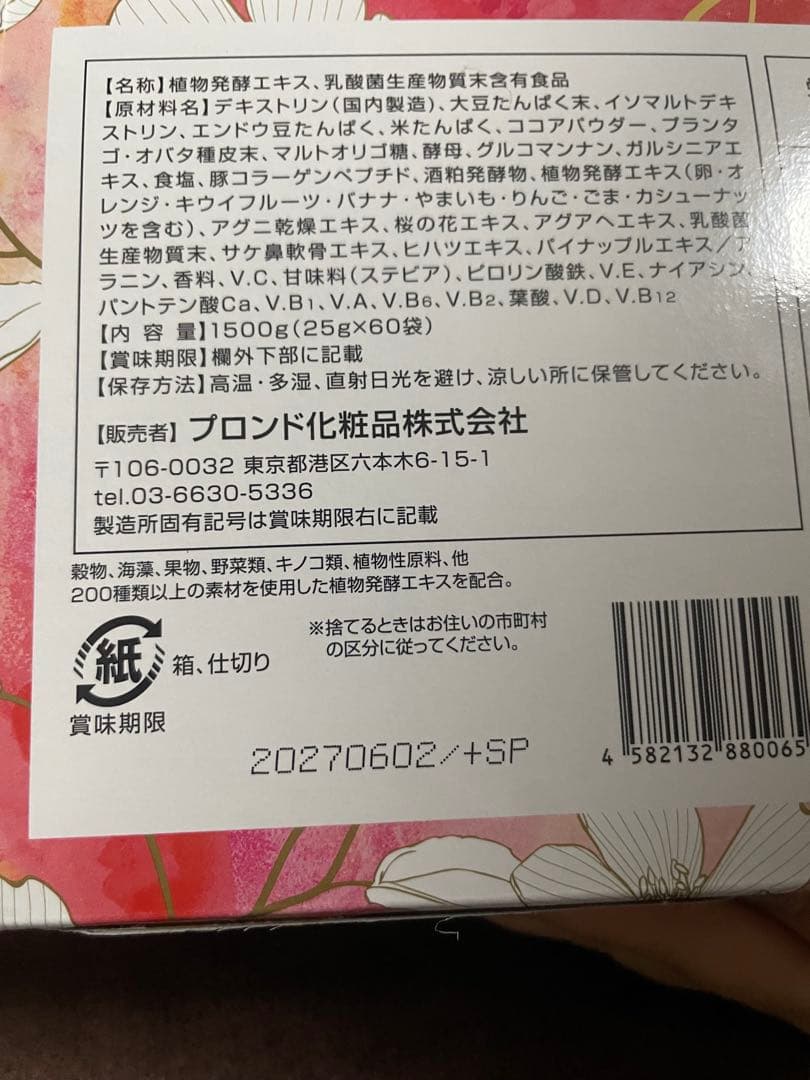 【名称】植物発酵エキス、乳酸菌生産物質末含有食品
【原材料名】デキストリン(国内製造)、大豆たんぱく末、イソマルトデキ
ストリン、エンドウ豆たんぱく、米たんぱく、ココアパウダー、プランタ
ゴ・オバタ種皮末、マルトオリゴ糖、酵母、グルコマンナン、ガルシニアエ
キス、食塩、豚コラーゲンペプチド、酒粕発酵物、植物発酵エキス(卵・オ
レンジ・キウイフルーツ・バナナ・やまいも・りんご・ごま・カシューナッ
ツを含む)、アグニ乾燥エキス、桜の花エキス、アグアヘエキス、乳酸菌
生産物質末、サケ鼻軟骨エキス、ヒハツエキス、パイナップルエキス/ア
ラニン、香料、V.C、甘味料(ステビア)、ピロリン酸鉄、V.E、ナイアシン、
パントテン酸Ca、V.B1、V.A、V.B6、V.B2、葉酸、V.D、V.B12
【内 容 量】1500g(25g×60袋)
【賞味期限】欄外下部に記載
【保存方法】高温・多湿、直射日光を避け、涼しい所に保管してください。
【販売者】プロンド化粧品株式会社
〒106-0032 東京都港区六本木6-15-1
tel.03-6630-5336
製造所固有記号は賞味期限右に記載
穀物、海藻、果物、野菜類、キノコ類、植物性原料、他
200種類以上の素材を使用した植物発酵エキスを配合。
紙 箱、仕切り
※捨てるときはお住いの市町村
の区分に従ってください。
賞味期限
20270602/+SP
4 582132 880065